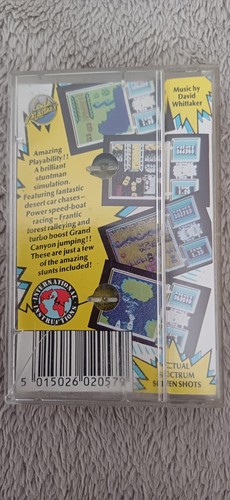 Music by
David
Whittaker
Amazing
Playability!!
A brilliant
stuntman
simulation.
Featuring fantastic
desert car chases –
Power speed-boat
racing – Frantic
forest ralleying and
turbo boost Grand
Canyon jumping!!
These are just a few
of the amazing
stunts included!
INTERNATIONAL
INSTRUCTIONS
ACTUAL
SPECTRUM
SCREEN SHOTS
5 015026 020579